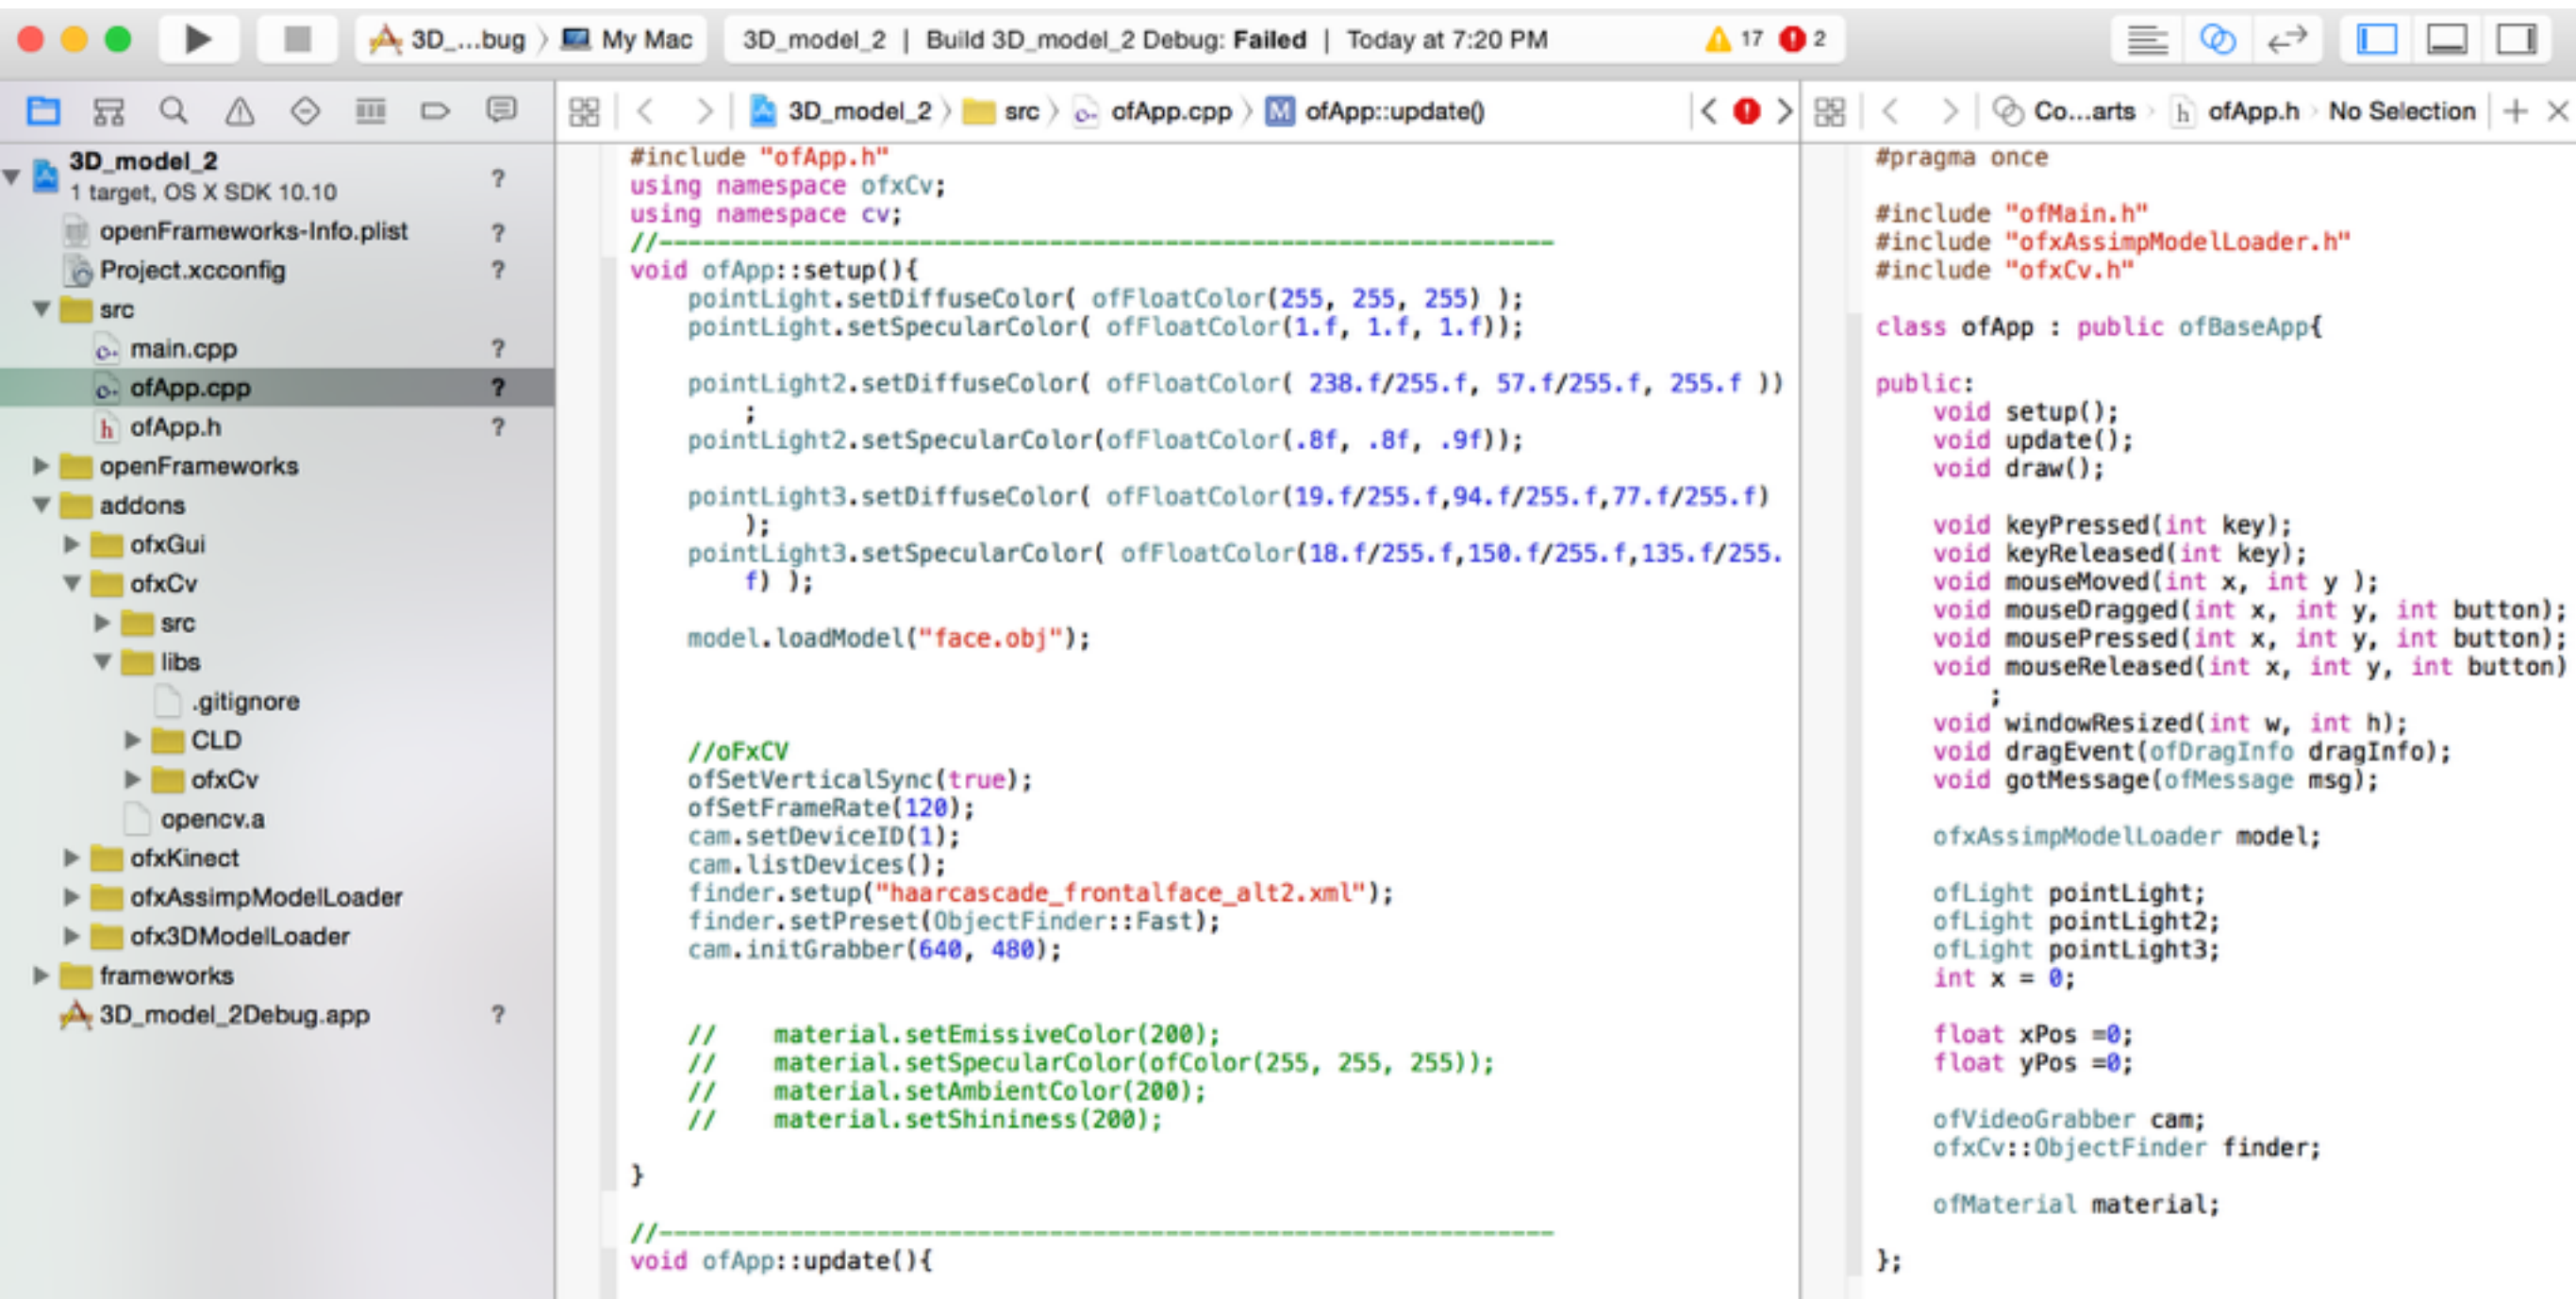 3D_...bug My Mac
3D_model_2 | Build 3D_model_2 Debug: Failed | Today at 7:20 PM 17 2
3D_model_2 src ofApp.cpp M ofApp::update()
Co...arts h ofApp.h No Selection
3D_model_2
1 target, OS X SDK 10.10 ?
openFrameworks-Info.plist ?
Project.xcconfig ?
src
main.cpp ?
ofApp.cpp ?
h ofApp.h ?
openFrameworks
addons
ofxGui
ofxCv
src
libs
.gitignore
CLD
ofxCv
opencv.a
ofxKinect
ofxAssimpModelLoader
ofx3DModelLoader
frameworks
3D_model_2Debug.app ?
#include "ofApp.h"
using namespace ofxCv;
using namespace cv;
//--------------------------------------------------------------
void ofApp::setup(){
pointLight.setDiffuseColor( ofFloatColor(255, 255, 255) );
pointLight.setSpecularColor( ofFloatColor(1.f, 1.f, 1.f));
pointLight2.setDiffuseColor( ofFloatColor( 238.f/255.f, 57.f/255.f, 255.f ))
;
pointLight2.setSpecularColor(ofFloatColor(.8f, .8f, .9f));
pointLight3.setDiffuseColor( ofFloatColor(19.f/255.f,94.f/255.f,77.f/255.f)
);
pointLight3.setSpecularColor( ofFloatColor(18.f/255.f,150.f/255.f,135.f/255.
f) );
model.loadModel("face.obj");
//oFxCV
ofSetVerticalSync(true);
ofSetFrameRate(120);
cam.setDeviceID(1);
cam.listDevices();
finder.setup("haarcascade_frontalface_alt2.xml");
finder.setPreset(ObjectFinder::Fast);
cam.initGrabber(640, 480);
// material.setEmissiveColor(200);
// material.setSpecularColor(ofColor(255, 255, 255));
// material.setAmbientColor(200);
// material.setShininess(200);
}
//--------------------------------------------------------------
void ofApp::update(){
#pragma once
#include "ofMain.h"
#include "ofxAssimpModelLoader.h"
#include "ofxCv.h"
class ofApp : public ofBaseApp{
public:
void setup();
void update();
void draw();
void keyPressed(int key);
void keyReleased(int key);
void mouseMoved(int x, int y );
void mouseDragged(int x, int y, int button);
void mousePressed(int x, int y, int button);
void mouseReleased(int x, int y, int button)
;
void windowResized(int w, int h);
void dragEvent(ofDragInfo dragInfo);
void gotMessage(ofMessage msg);
ofxAssimpModelLoader model;
ofLight pointLight;
ofLight pointLight2;
ofLight pointLight3;
int x = 0;
float xPos =0;
float yPos =0;
ofVideoGrabber cam;
ofxCv::ObjectFinder finder;
ofMaterial material;
};